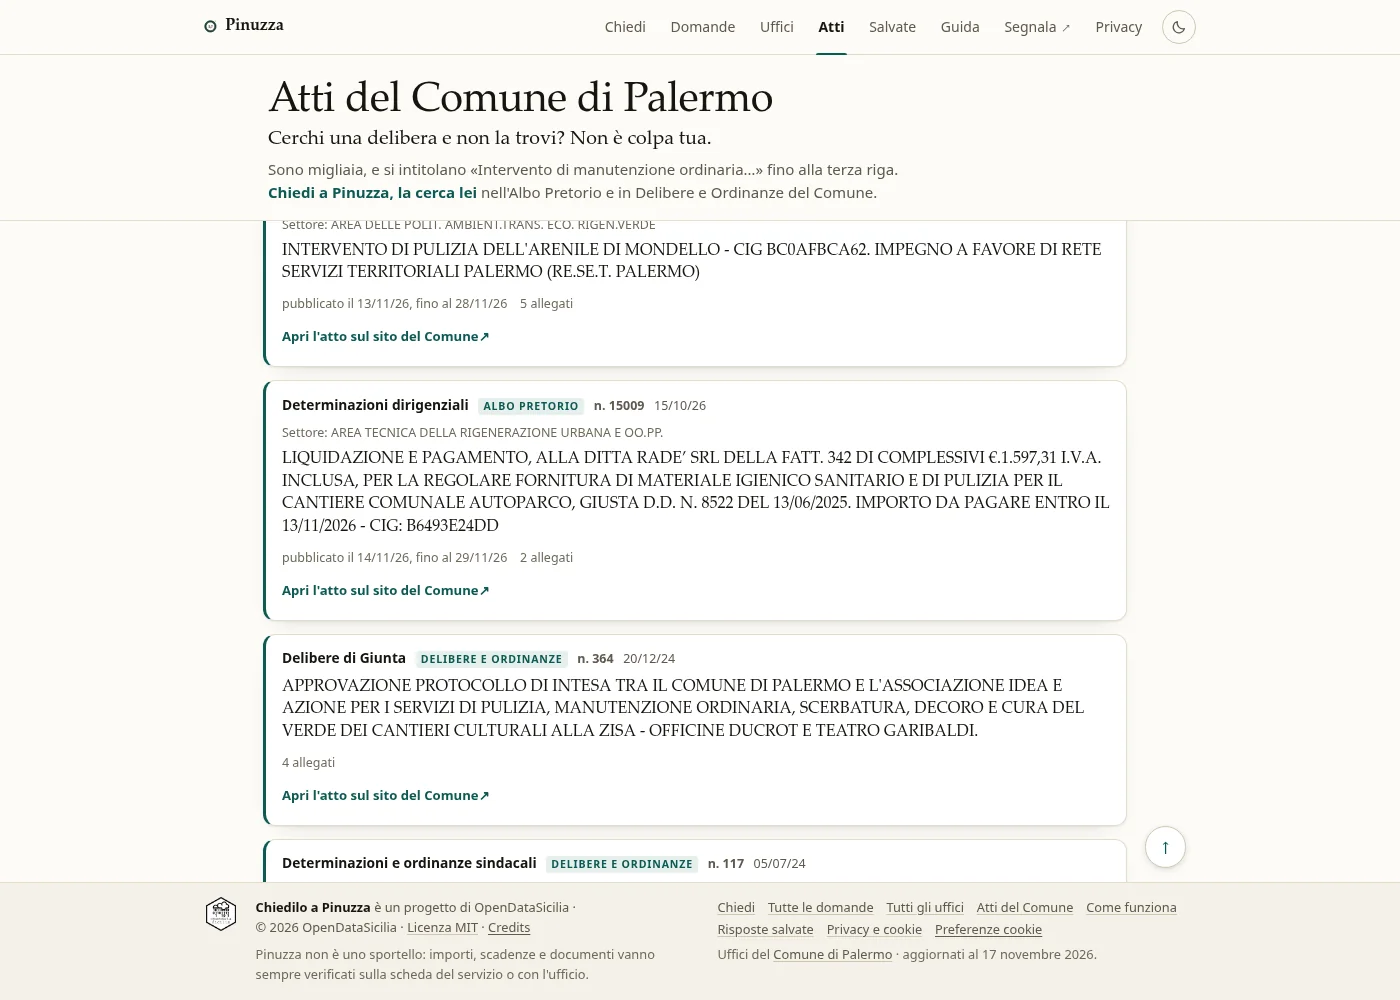 Pinuzza
Chiedi Domande Uffici Atti Salvate Guida Segnala ↗ Privacy
Atti del Comune di Palermo
Cerchi una delibera e non la trovi? Non è colpa tua.
Sono migliaia, e si intitolano «Intervento di manutenzione ordinaria…» fino alla terza riga.
Chiedi a Pinuzza, la cerca lei nell'Albo Pretorio e in Delibere e Ordinanze del Comune.
Settore: AREA DELLE POLIT. AMBIENT.TRANS. ECO. RIGEN.VERDE
INTERVENTO DI PULIZIA DELL'ARENILE DI MONDELLO - CIG BC0AFBCA62. IMPEGNO A FAVORE DI RETE
SERVIZI TERRITORIALI PALERMO (RE.SE.T. PALERMO)
pubblicato il 13/11/26, fino al 28/11/26 5 allegati
Apri l'atto sul sito del Comune↗
Determinazioni dirigenziali ALBO PRETORIO n. 15009 15/10/26
Settore: AREA TECNICA DELLA RIGENERAZIONE URBANA E OO.PP.
LIQUIDAZIONE E PAGAMENTO, ALLA DITTA RADE’ SRL DELLA FATT. 342 DI COMPLESSIVI €.1.597,31 I.V.A.
INCLUSA, PER LA REGOLARE FORNITURA DI MATERIALE IGIENICO SANITARIO E DI PULIZIA PER IL
CANTIERE COMUNALE AUTOPARCO, GIUSTA D.D. N. 8522 DEL 13/06/2025. IMPORTO DA PAGARE ENTRO IL
13/11/2026 - CIG: B6493E24DD
pubblicato il 14/11/26, fino al 29/11/26 2 allegati
Apri l'atto sul sito del Comune↗
Delibere di Giunta DELIBERE E ORDINANZE n. 364 20/12/24
APPROVAZIONE PROTOCOLLO DI INTESA TRA IL COMUNE DI PALERMO E L'ASSOCIAZIONE IDEA E
AZIONE PER I SERVIZI DI PULIZIA, MANUTENZIONE ORDINARIA, SCERBATURA, DECORO E CURA DEL
VERDE DEI CANTIERI CULTURALI ALLA ZISA - OFFICINE DUCROT E TEATRO GARIBALDI.
4 allegati
Apri l'atto sul sito del Comune↗
Determinazioni e ordinanze sindacali DELIBERE E ORDINANZE n. 117 05/07/24
↑
Chiedilo a Pinuzza è un progetto di OpenDataSicilia ·
© 2026 OpenDataSicilia · Licenza MIT · Credits
Pinuzza non è uno sportello: importi, scadenze e documenti vanno
sempre verificati sulla scheda del servizio o con l'ufficio.
Chiedi Tutte le domande Tutti gli uffici Atti del Comune Come funziona
Risposte salvate Privacy e cookie Preferenze cookie
Uffici del Comune di Palermo · aggiornati al 17 novembre 2026.